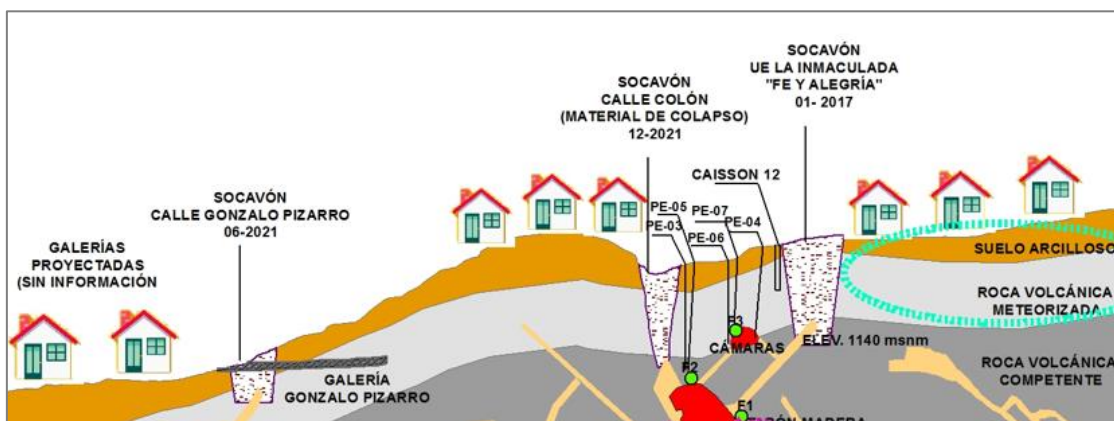 SOCAVÓN
UE LA INMACULADA
"FE Y ALEGRÍA"
01- 2017
SOCAVÓN
CALLE COLÓN
(MATERIAL DE COLAPSO)
12-2021
CAISSON 12
SOCAVÓN
CALLE GONZALO PIZARRO
06-2021
PE-05
PE-07
PE-03
PE-04
PE-06
GALERÍAS
PROYECTADAS
(SIN INFORMACIÓN
SUELO ARCILLOSO
ROCA VOLCÁNICA
METEORIZADA
F3
CÁMARAS
ELEV. 1140 msnm
ROCA VOLCÁNICA
COMPETENTE
GALERÍA
GONZALO PIZARRO
F2
F1
MADERA